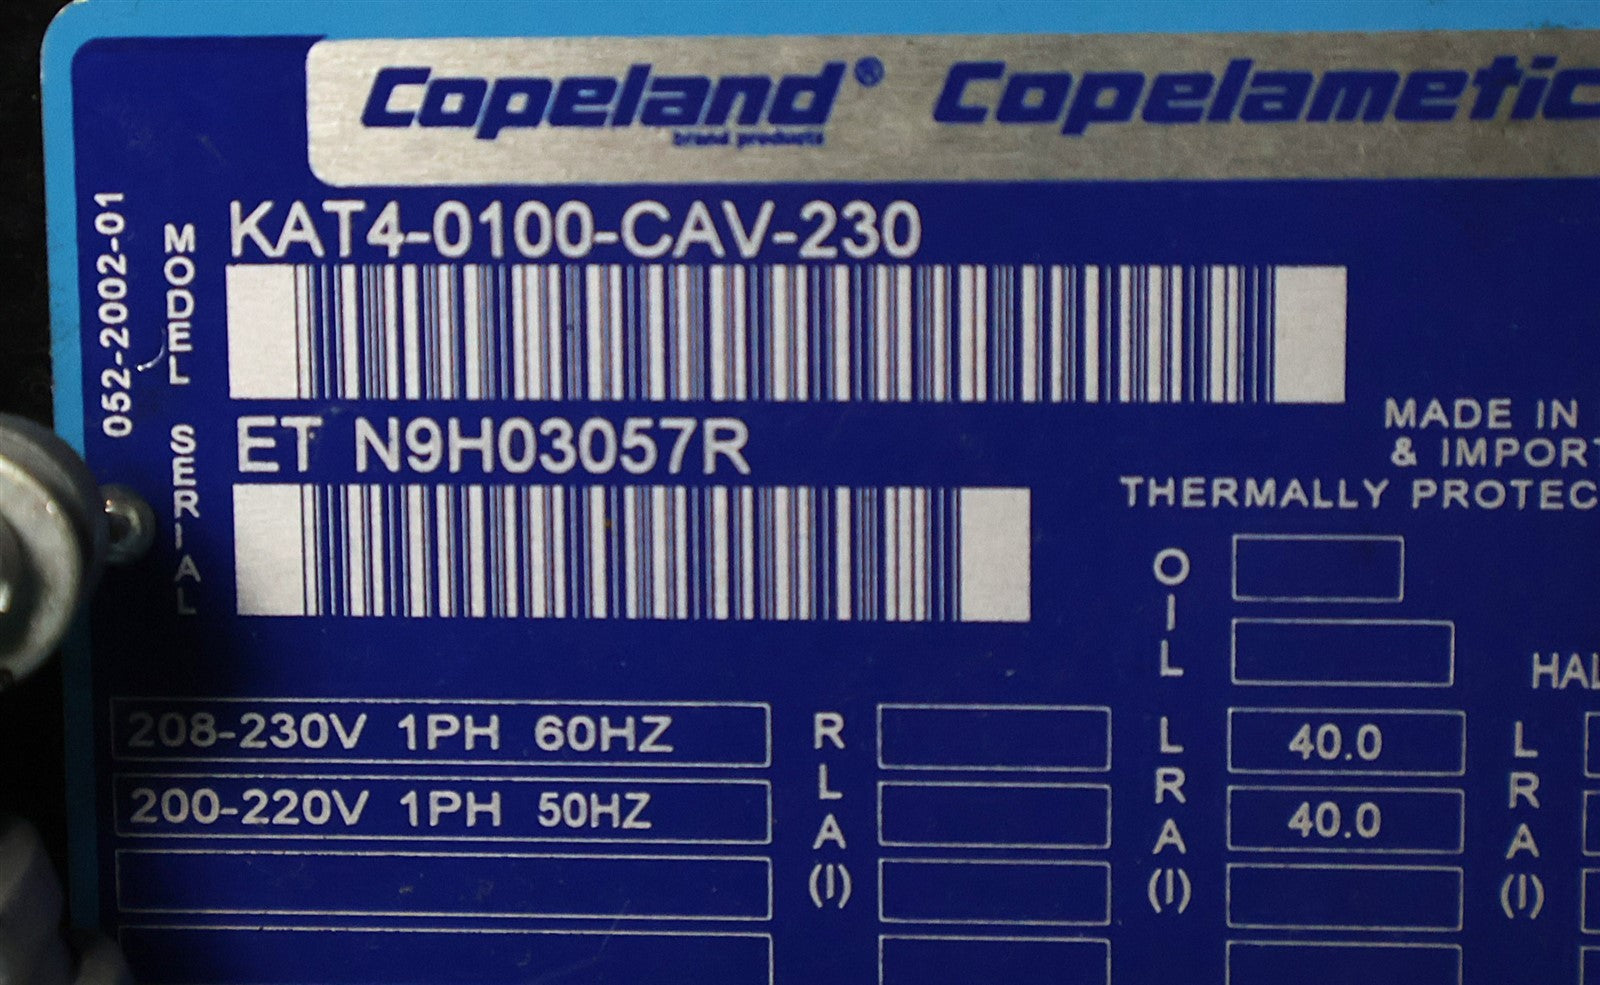 Copeland® Copelametic
brand products
052-2002-01
MODEL
KAT4-0100-CAV-230
SERIAL
ET N9H03057R
MADE IN
& IMPORT
THERMALLY PROTEC
OIL
HAL
208-230V 1PH 60HZ
200-220V 1PH 50HZ
RLA(I)
LRA(I)
40.0
40.0
LRA(I)